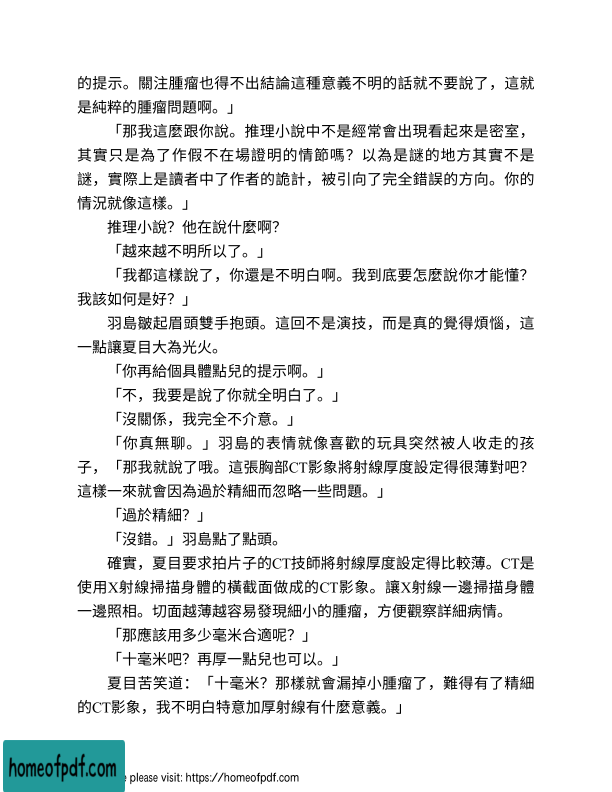 的提示。關注腫瘤也得不出結論這種意義不明的話就不要說了，這就
是純粹的腫瘤問題啊。」
「那我這麼跟你說。推理小說中不是經常會出現看起來是密室，
其實只是為了作假不在場證明的情節嗎？以為是謎的地方其實不是
謎，實際上是讀者中了作者的詭計，被引向了完全錯誤的方向。你的
情況就像這樣。」
推理小說？他在說什麼啊？
「越來越不明所以了。」
「我都這樣說了，你還是不明白啊。我到底要怎麼說你才能懂？
我該如何是好？」
羽島皺起眉頭雙手抱頭。這回不是演技，而是真的覺得煩惱，這
一點讓夏目大為光火。
「你再給個具體點兒的提示啊。」
「不，我要是說了你就全明白了。」
「沒關係，我完全不介意。」
「你真無聊。」羽島的表情就像喜歡的玩具突然被人收走的孩
子，「那我就說了哦。這張胸部CT影象將射線厚度設定得很薄對吧？
這樣一來就會因為過於精細而忽略一些問題。」
「過於精細？」
「沒錯。」羽島點了點頭。
確實，夏目要求拍片子的CT技師將射線厚度設定得比較薄。CT是
使用X射線掃描身體的橫截面做成的CT影象。讓X射線一邊掃描身體
一邊照相。切面越薄越容易發現細小的腫瘤，方便觀察詳細病情。
「那應該用多少毫米合適呢？」
「十毫米吧？再厚一點兒也可以。」
夏目苦笑道：「十毫米？那樣就會漏掉小腫瘤了，難得有了精細
的CT影象，我不明白特意加厚射線有什麼意義。」
homeofpdf.com
please visit: https://homeofpdf.com